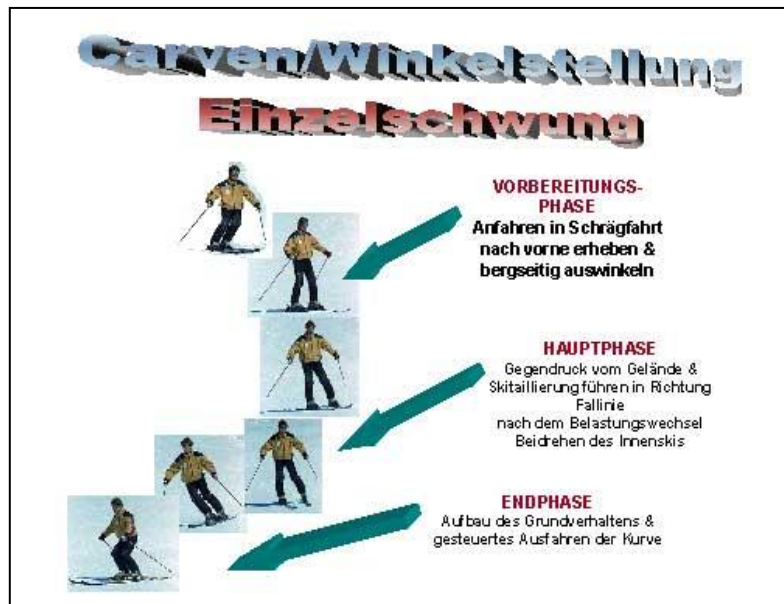 Carven/Winkelstellung
Einzelschwung
VORBEREITUNGS-
PHASE
Anfahren in Schrägfahrt
nach vorne erheben &
bergseitig auswinkeln
HAUPTPHASE
Gegendruck vom Gelände &
Skitaillierung führen in Richtung
Fallinie
nach dem Belastungswechsel
Beidrehen des Innenskis
ENDPHASE
Aufbau des Grundverhaltens &
gesteuertes Ausfahren der Kurve